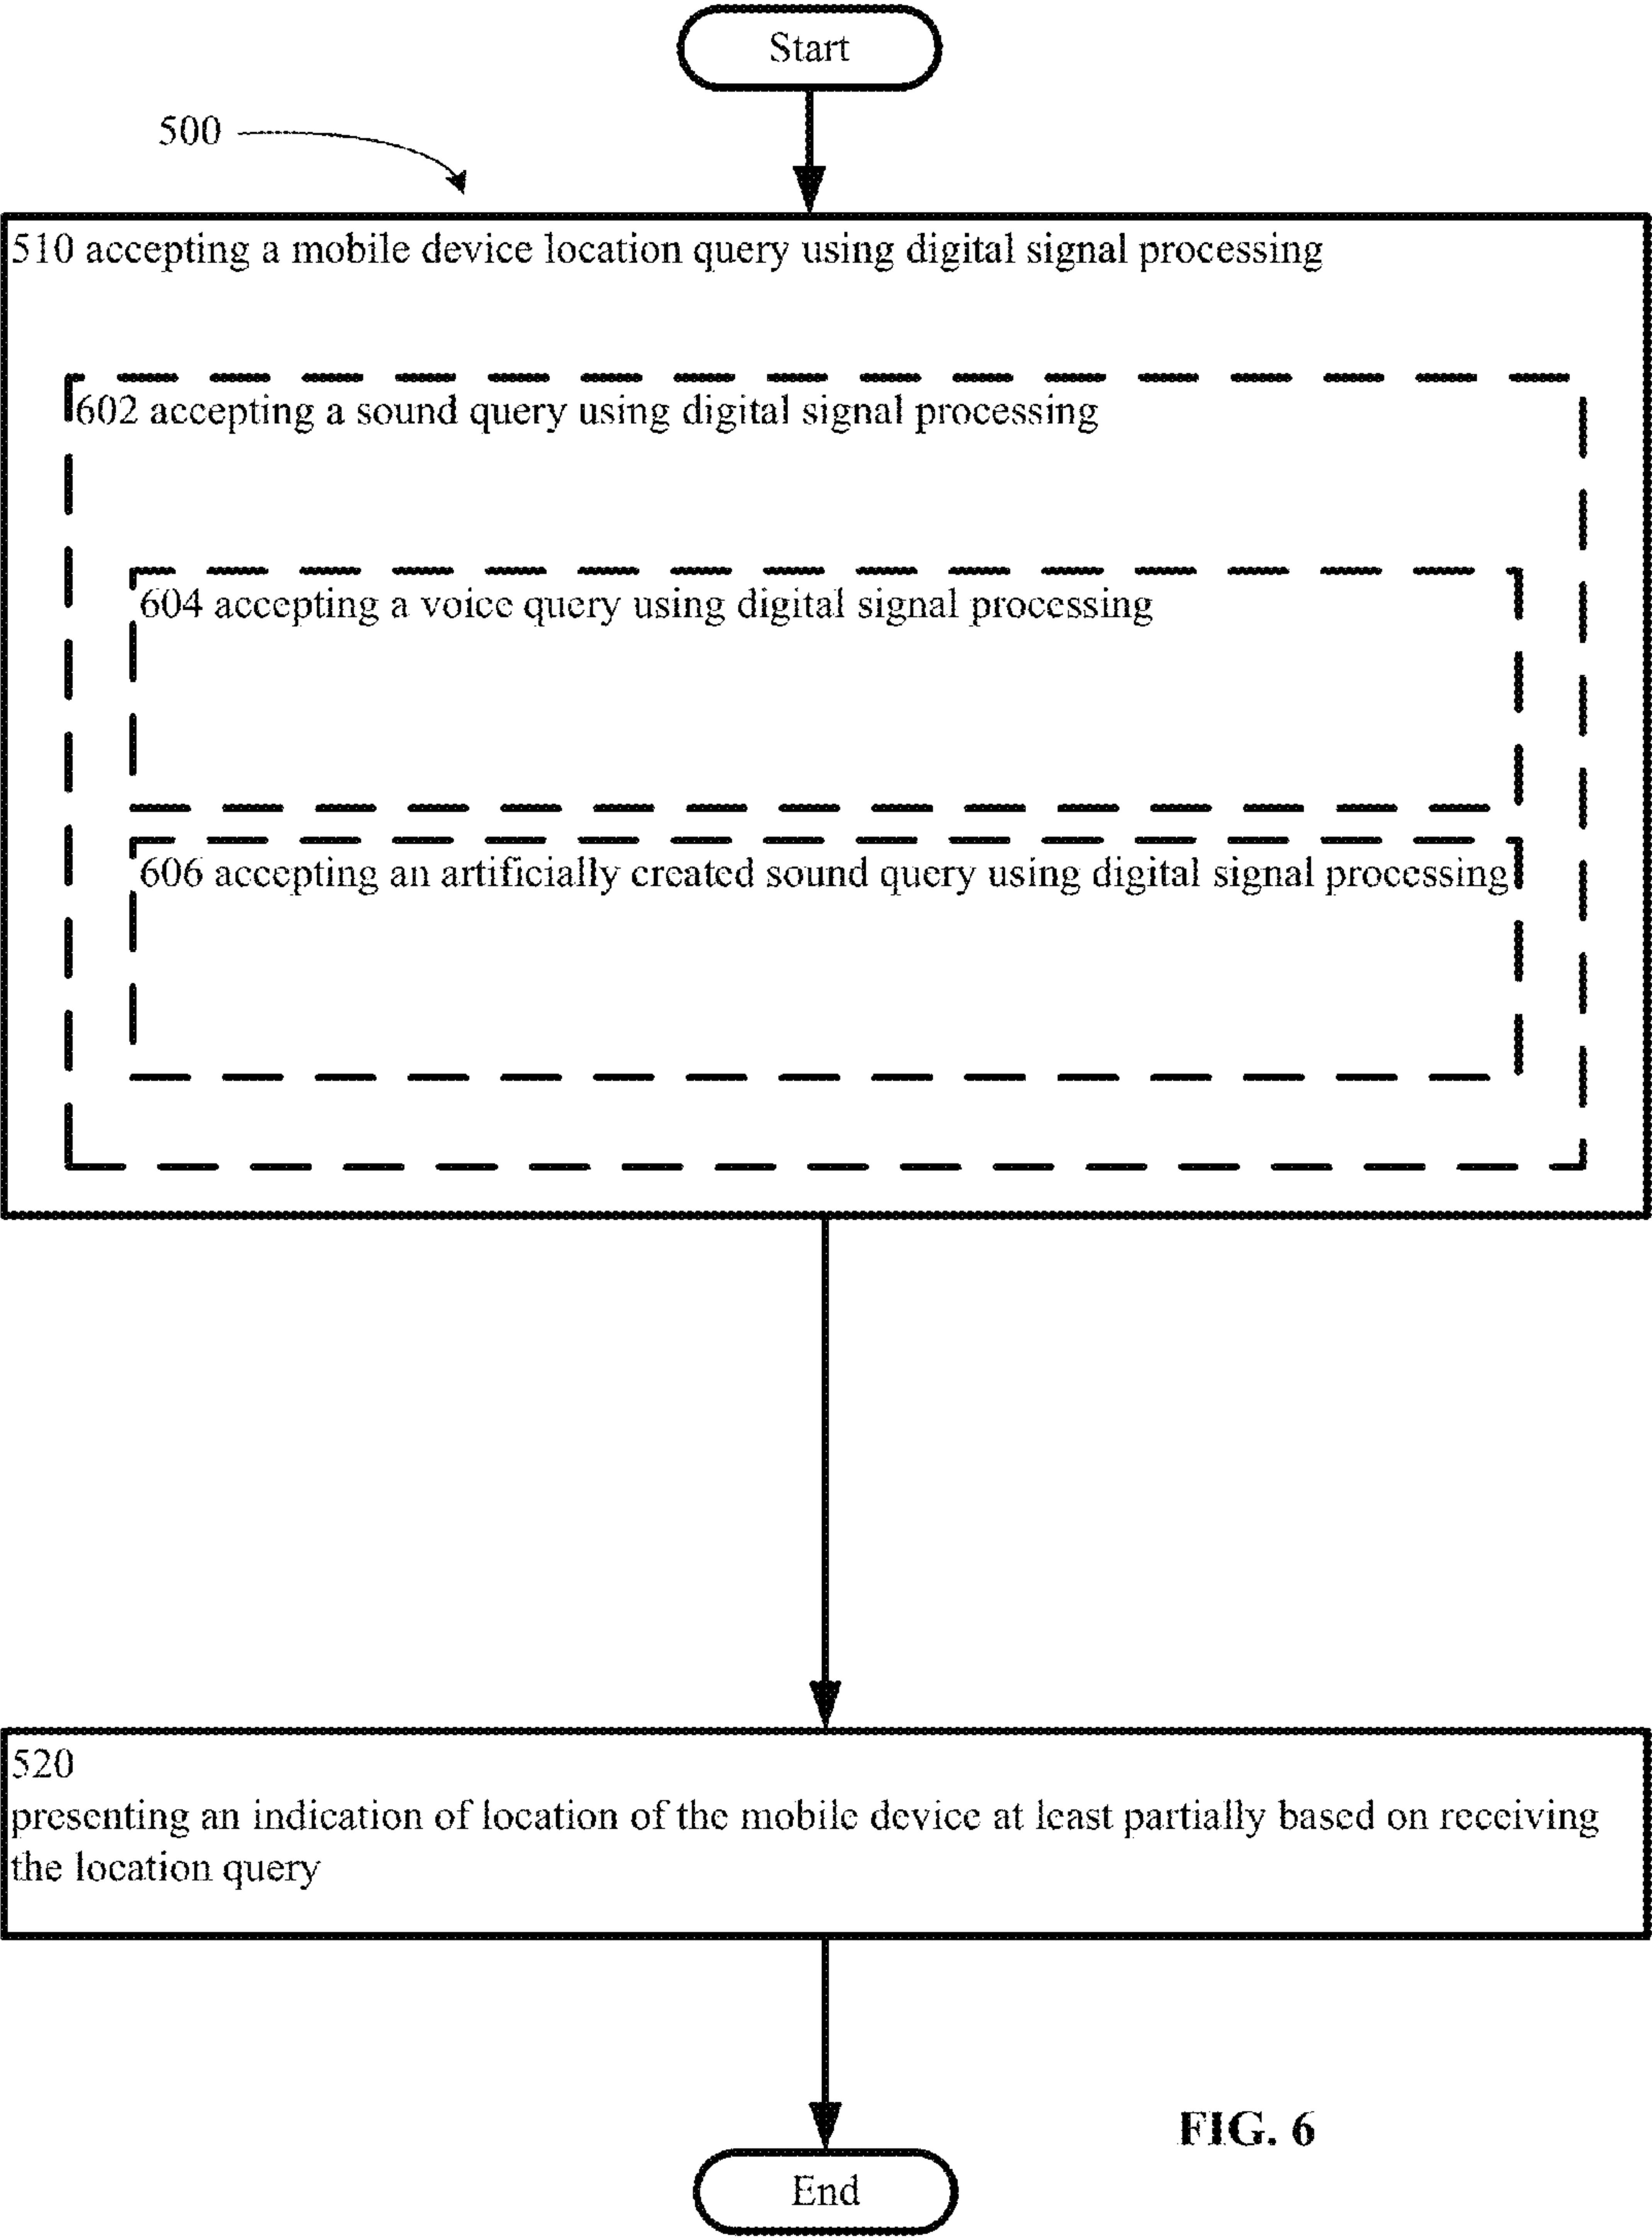 Start
500
510 accepting a mobile device location query using digital signal processing
602 accepting a sound query using digital signal processing
604 accepting a voice query using digital signal processing
606 accepting an artificially created sound query using digital signal processing
520
presenting an indication of location of the mobile device at least partially based on receiving
the location query
FIG. 6
End